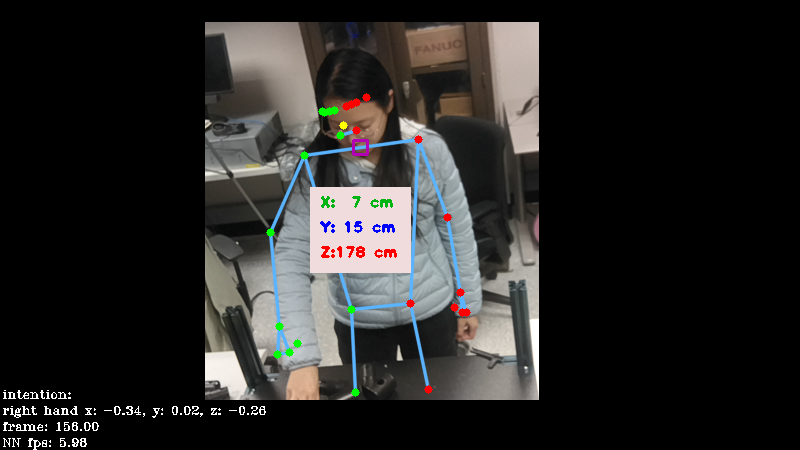 FANUC
X: 7 cm
Y: 15 cm
Z:178 cm
intention:
right hand x: -0.34, y: 0.02, z: -0.26
frame: 156.00
NN fps: 5.98